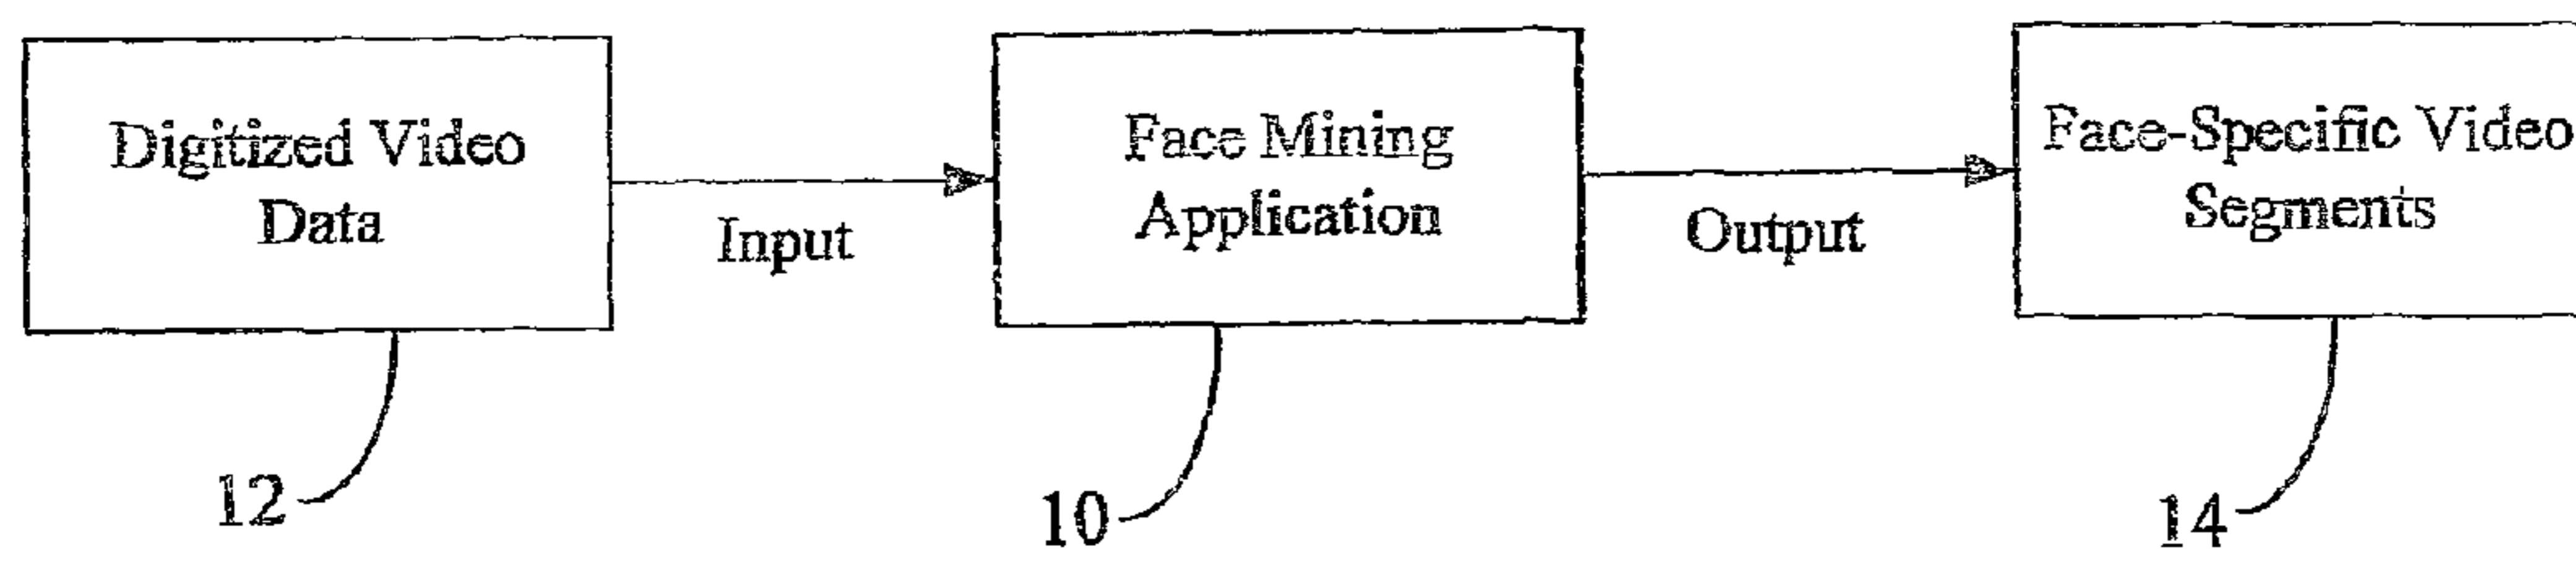 Digitized Video
Data
Input
Face Mining
Application
Output
Face-Specific Video
Segments
12
10
14